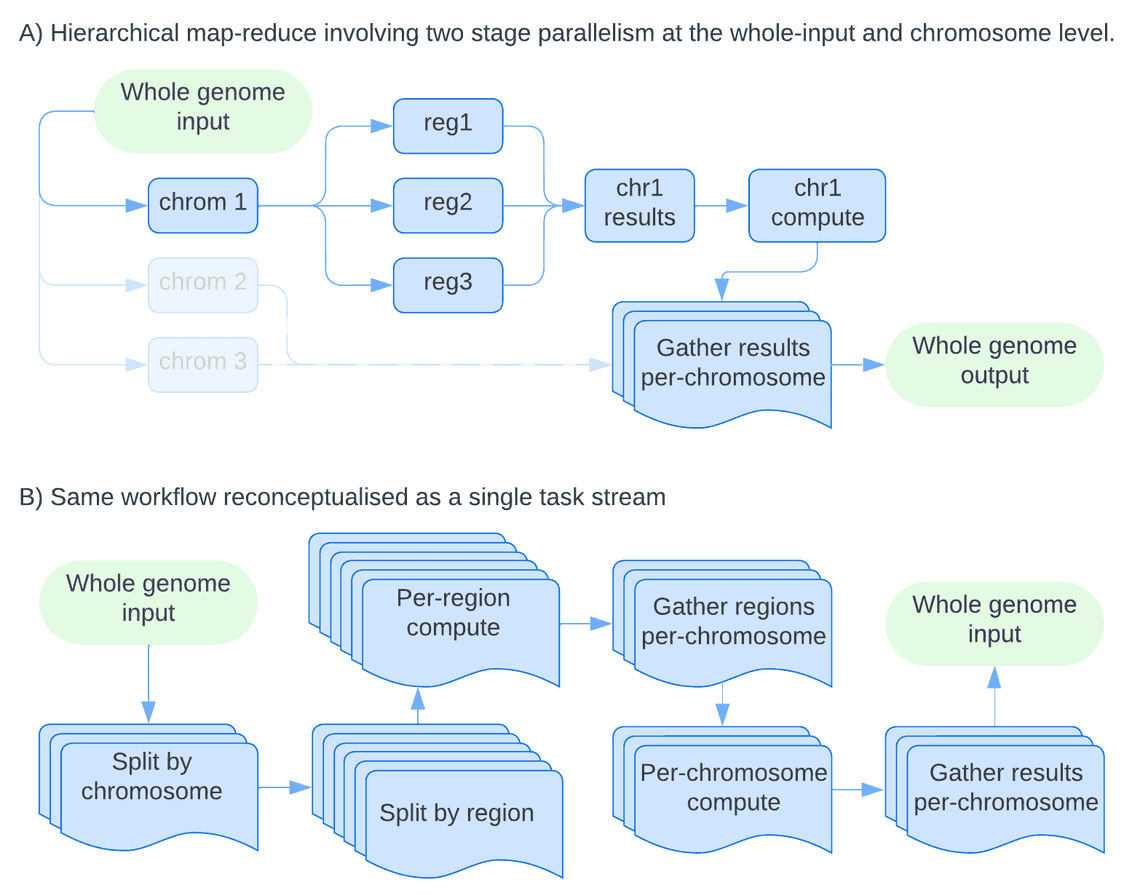 A) Hierarchical map-reduce involving two stage parallelism at the whole-input and chromosome level.
Whole genome
input
reg1
chrom 1
reg2
chr1
results
chr1
compute
chrom 2
reg3
chrom 3
Gather results
per-chromosome
Whole genome
output
B) Same workflow reconceptualised as a single task stream
Whole genome
input
Split by
chromosome
Split by region
Per-region
compute
Gather regions
per-chromosome
Per-chromosome
compute
Gather results
per-chromosome
Whole genome
input